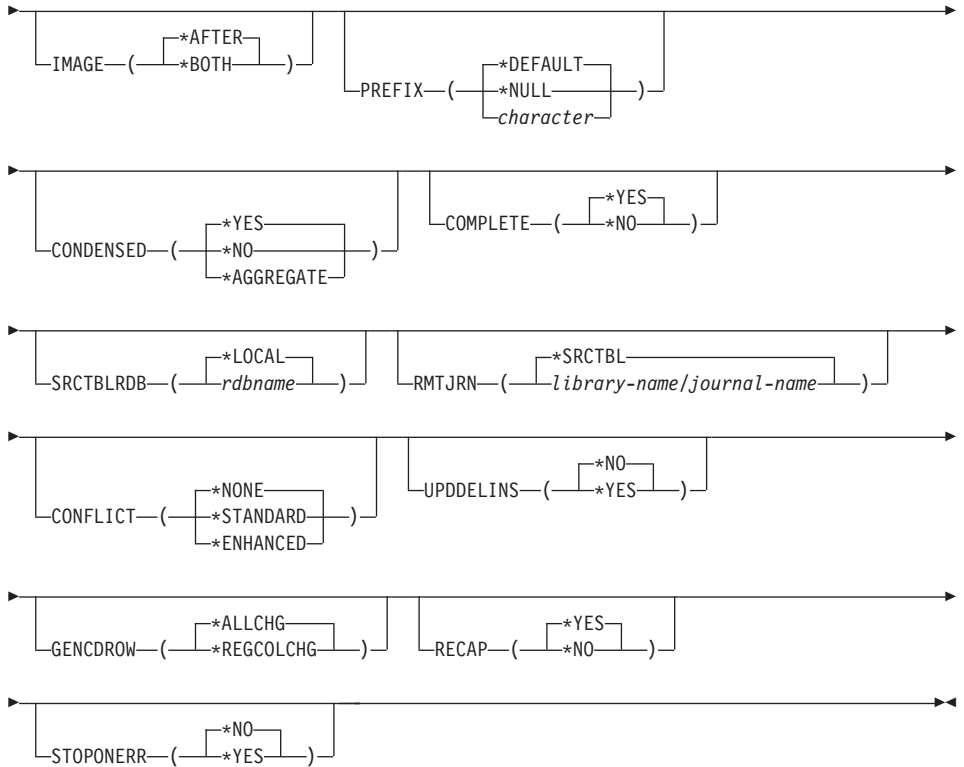 *AFTER
IMAGE ( *BOTH )
*DEFAULT
PREFIX ( *NULL )
character
*YES
CONDENSED ( *NO )
*AGGREGATE
*YES
COMPLETE ( *NO )
*LOCAL
SRCTBLRDB ( rdbname )
*SRCTBL
RMTJRN ( library-name/journal-name )
*NONE
CONFLICT ( *STANDARD )
*ENHANCED
*NO
UPDDELINS ( *YES )
*ALLCHG
GENCDROW ( *REGCOLCHG )
*YES
RECAP ( *NO )
*NO
STOPONERR ( *YES )